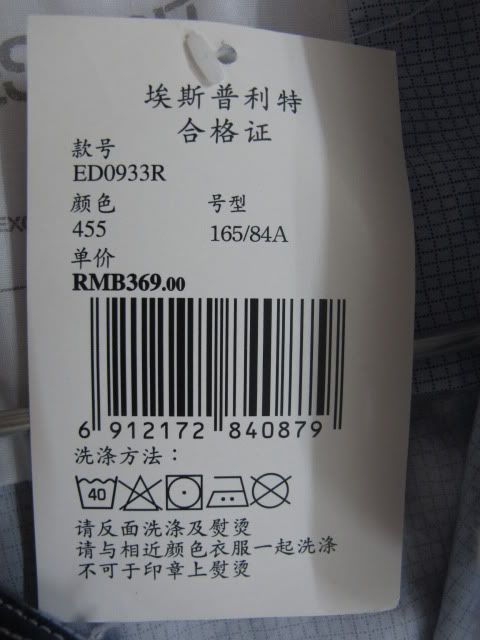 埃斯普利特
合格证
款号
ED0933R
颜色 号型
455 165/84A
单价
RMB369.00
6 912172 840879
洗涤方法：
40
请反面洗涤及熨烫
请与相近颜色衣服一起洗涤
不可于印章上熨烫